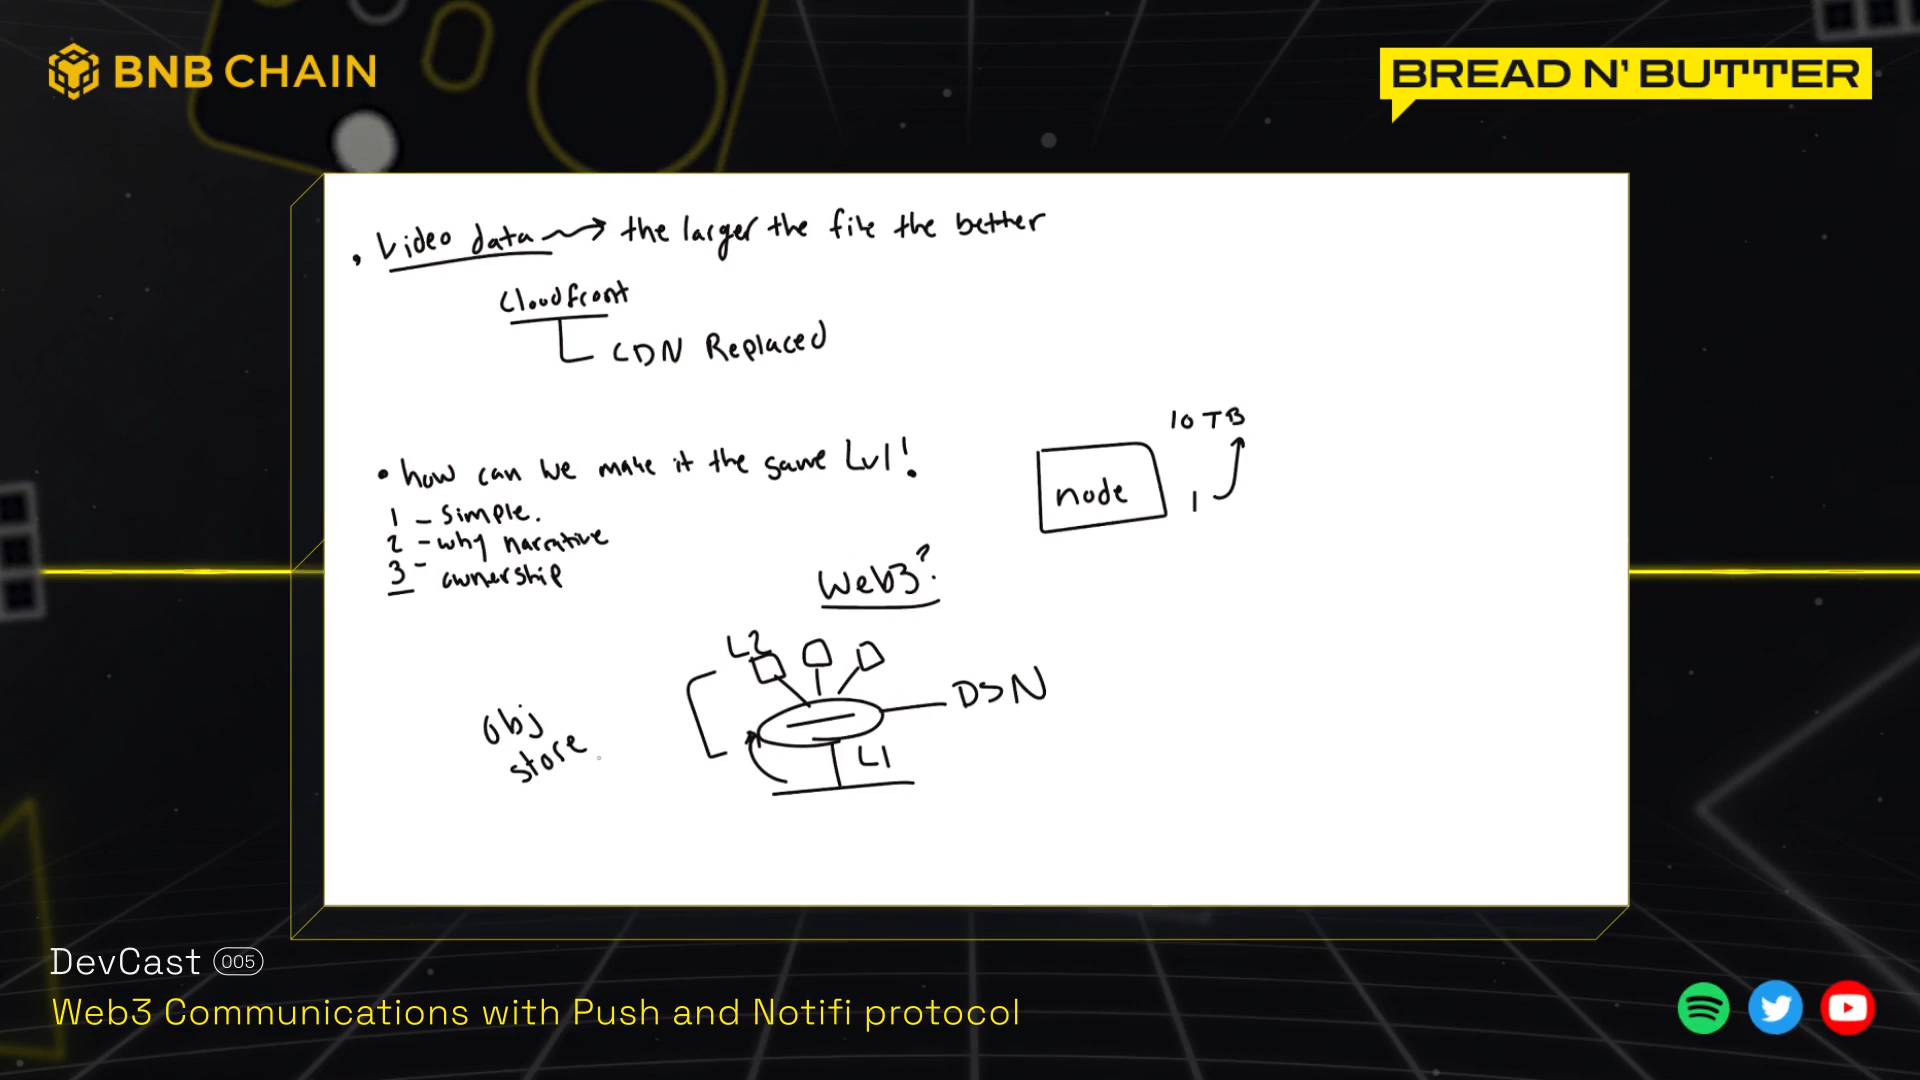 BNB CHAIN
BREAD N' BUTTER
Video data → the larger the file the better
Cloudfront
CDN Replaced
10 TB
• how can we make it the same Lvl!
node
1
1 - Simple.
2 - why narrative
3 - ownership
Web3?
L2
DSN
Obj
store
L1
DevCast 005
Web3 Communications with Push and Notifi protocol